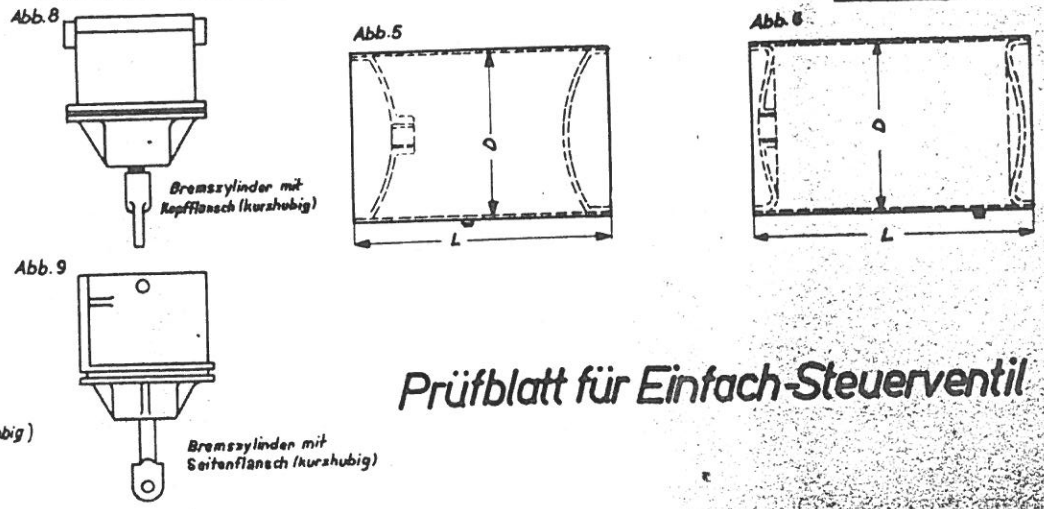 Abb.8
Bremszylinder mit
Kopfflansch (kurzhubig)
Abb.5
D
L
Abb.6
D
L
Abb.9
Bremszylinder mit
Seitenflansch (kurzhubig)
big)
Prüfblatt für Einfach-Steuerventil